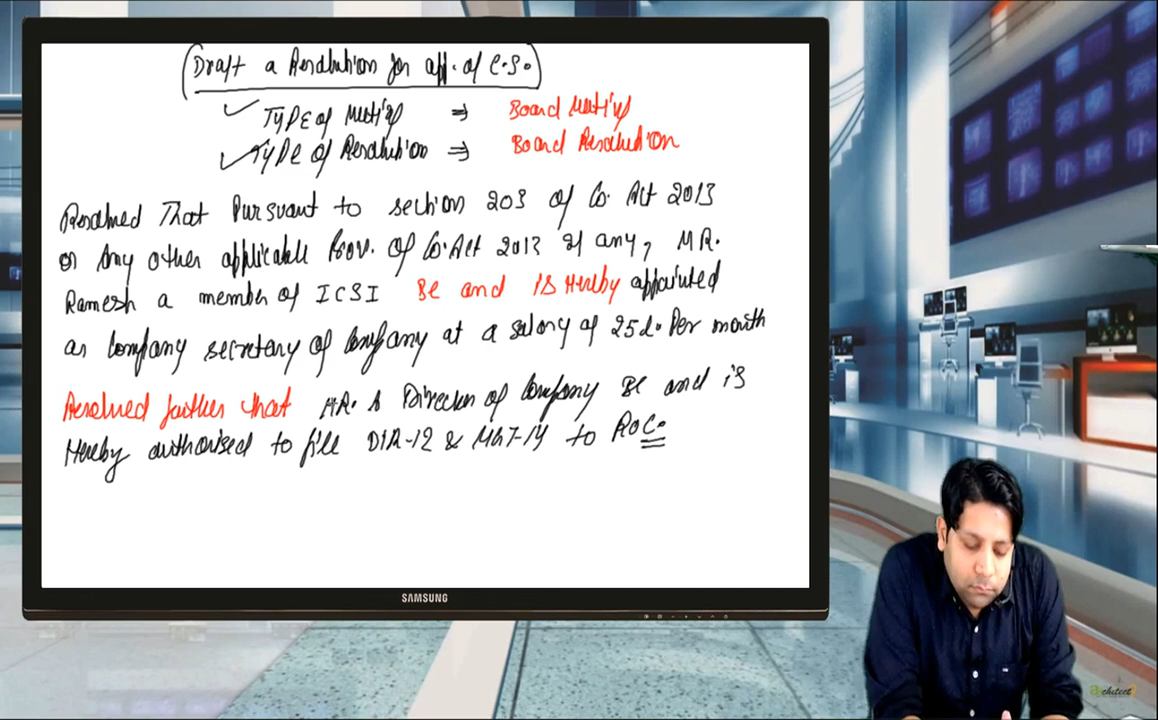 Draft a Resolution for app. of C.S.
TYPE of Meeting ⇒ Board Meeting
TYPE of Resolution ⇒ Board Resolution
Resolved That Pursuant to section 203 of Co. Act 2013
or Any other applicable Prov. of Co. Act 2013 if any, MR.
Ramesh a member of ICSI Be and is Hereby appointed
as Company secretary of Company at a salary of 25L. Per month
Resolved further that MR. A Director of Company Be and is
Hereby authorised to file DIR-12 & MGT-14 to ROC.
SAMSUNG